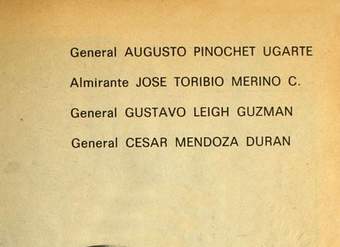 General AUGUSTO PINOCHET UGARTE
Almirante JOSE TORIBIO MERINO C.
General GUSTAVO LEIGH GUZMAN
General CESAR MENDOZA DURAN